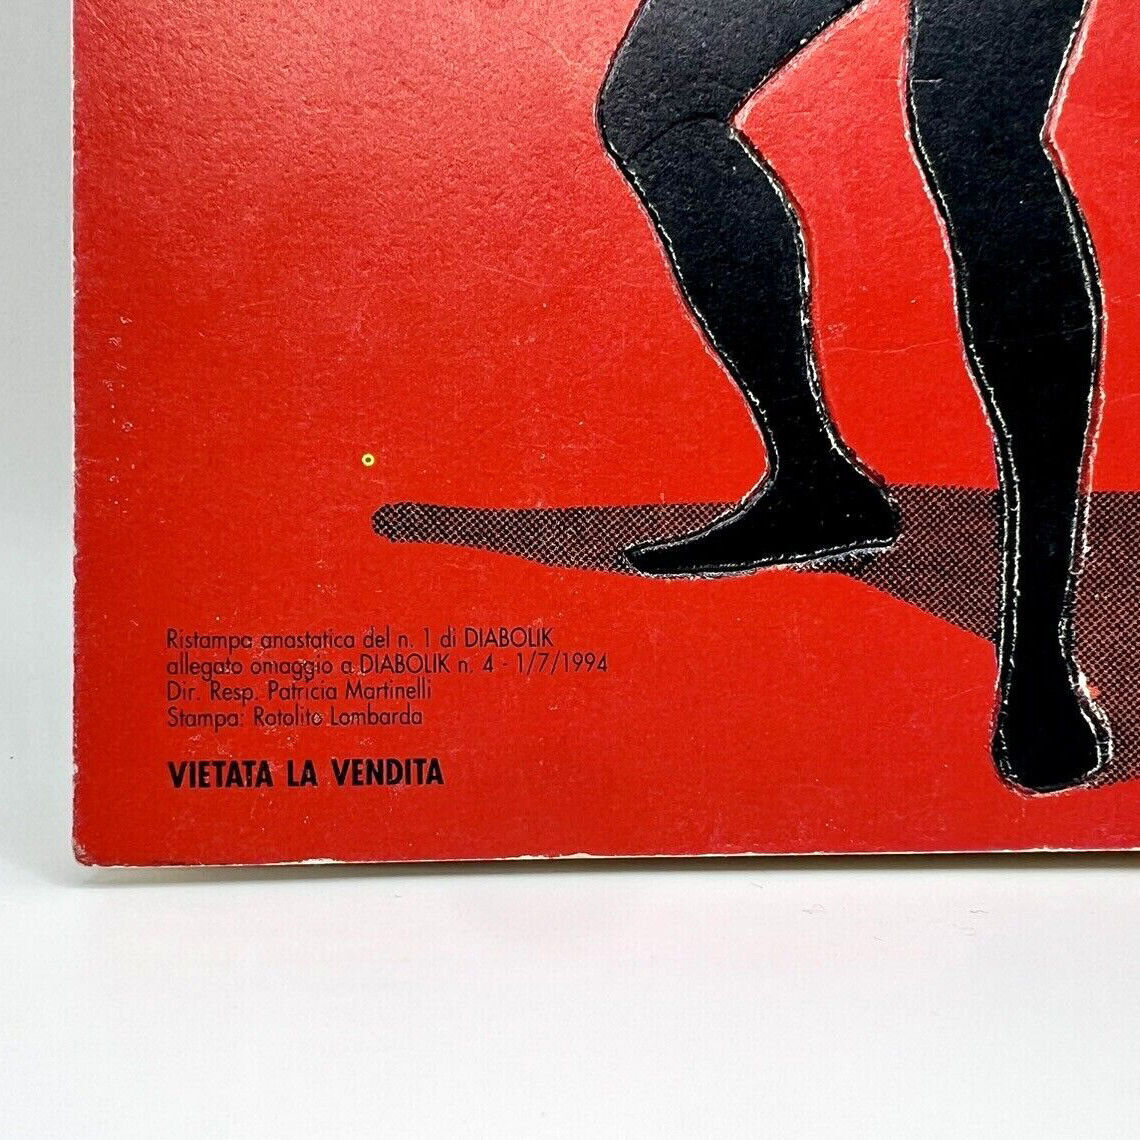 Ristampa anastatica del n. 1 di DIABOLIK
allegato omaggio a DIABOLIK n. 4 - 1/7/1994
Dir. Resp. Patricia Martinelli
Stampa: Rotolito Lombarda
VIETATA LA VENDITA